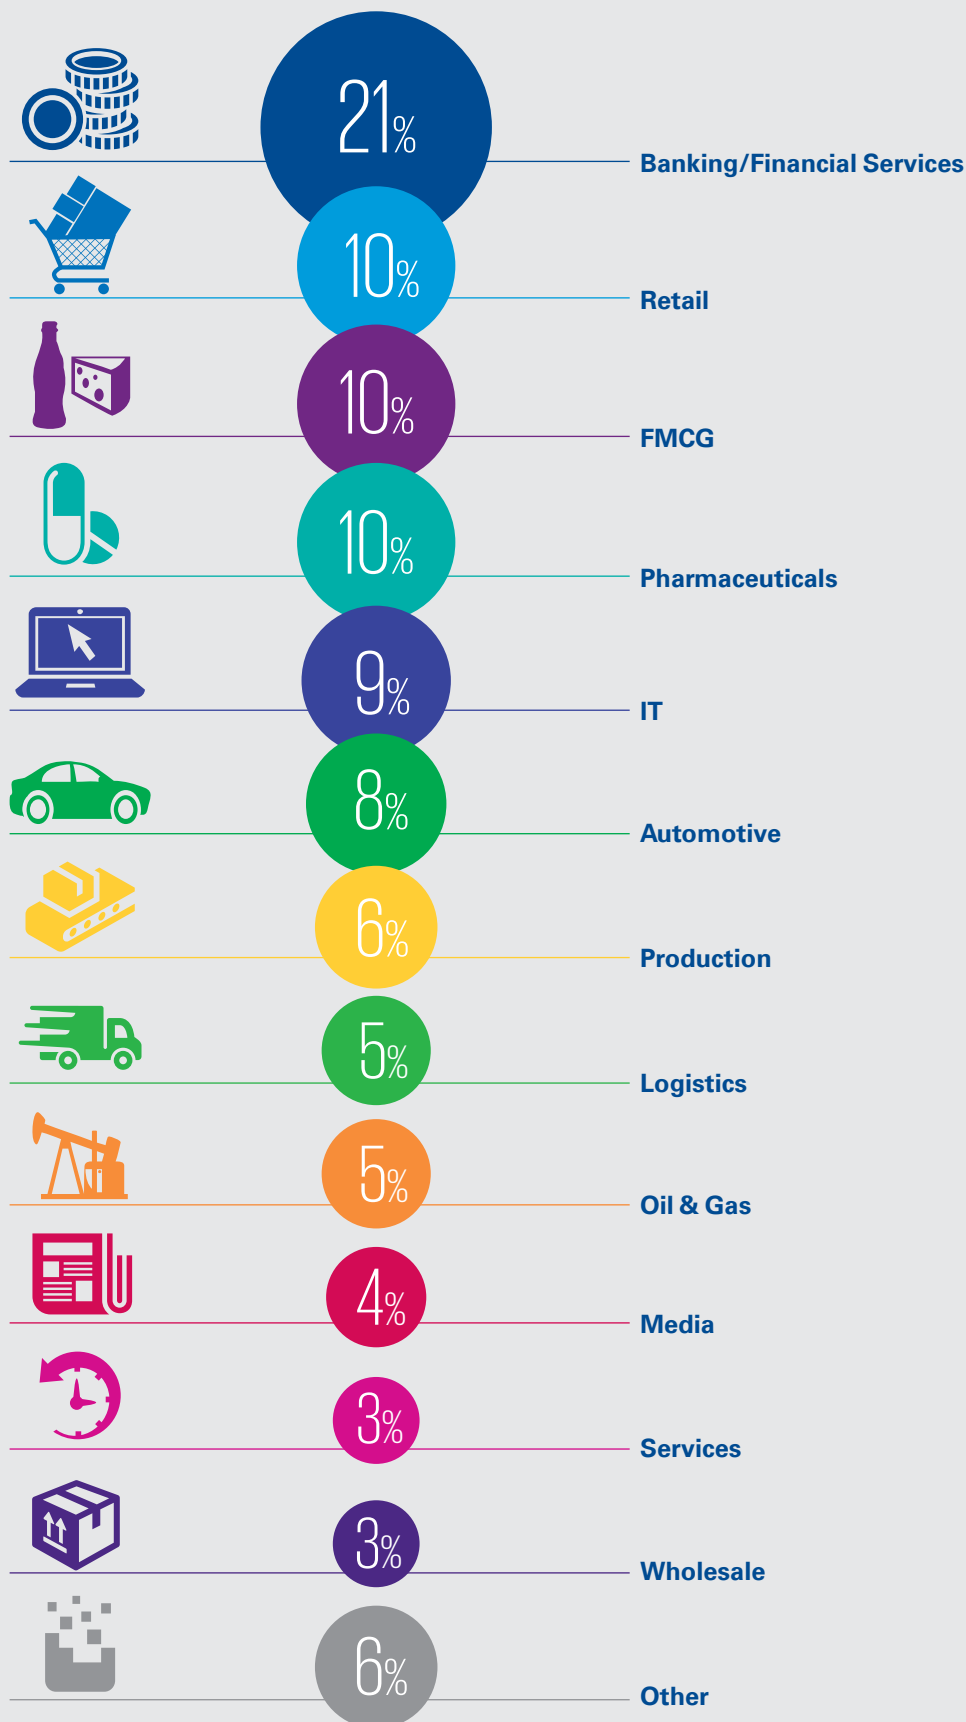 21%
Banking/Financial Services
10%
Retail
10%
FMCG
10%
Pharmaceuticals
9%
IT
8%
Automotive
6%
Production
5%
Logistics
5%
Oil & Gas
4%
Media
3%
Services
3%
Wholesale
6%
Other